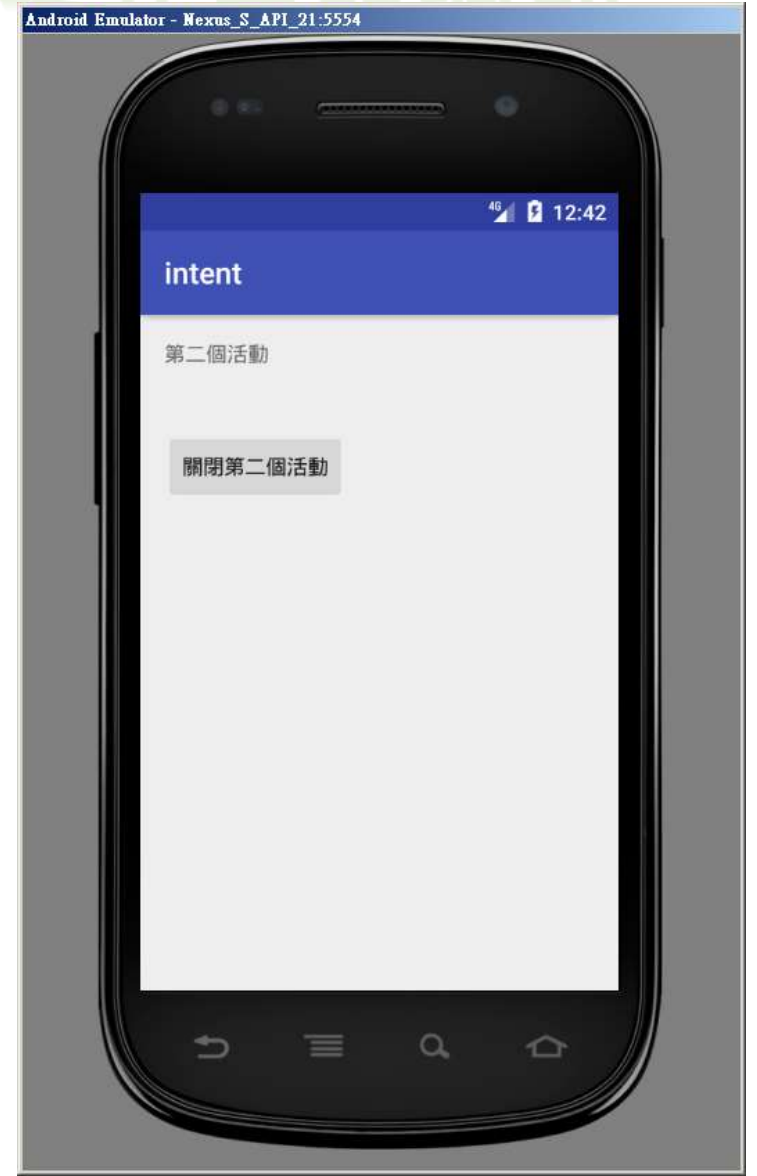 Android Emulator - Nexus_S_API_21:5554
4G 12:42
intent
第二個活動
關閉第二個活動